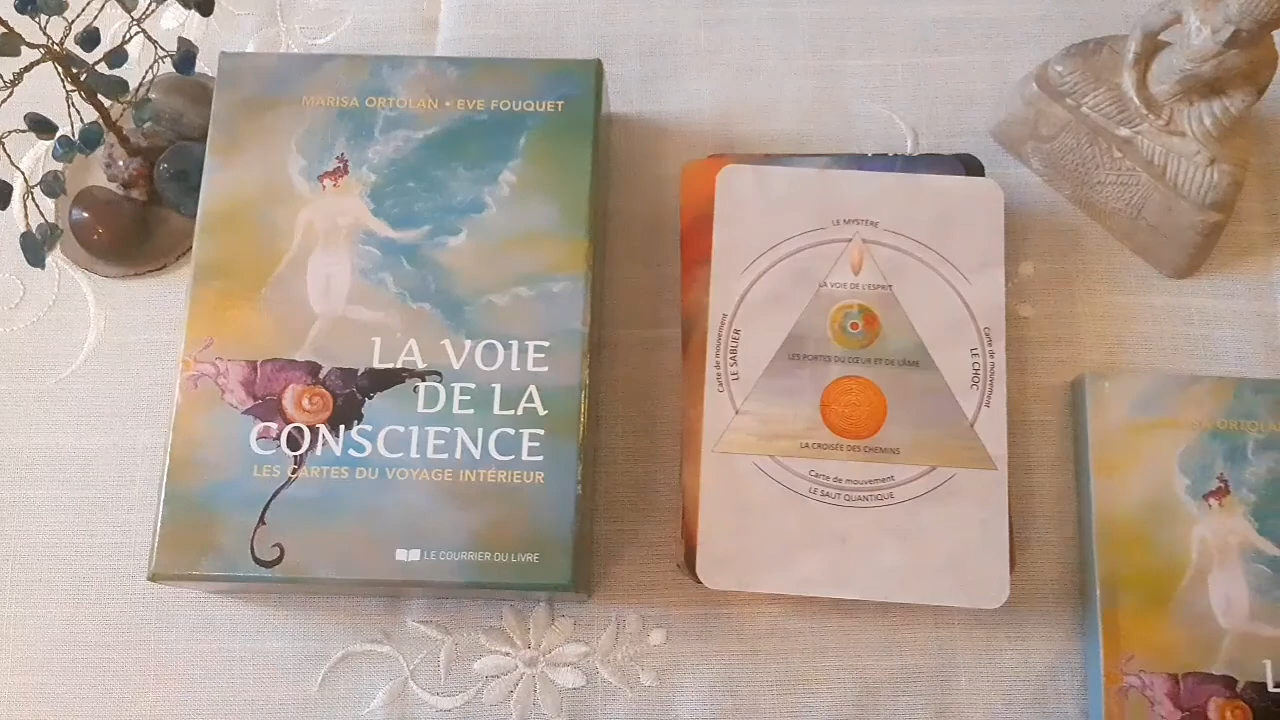 MARISA ORTOLAN • EVE FOUQUET
LA VOIE
DE LA
CONSCIENCE
LES CARTES DU VOYAGE INTÉRIEUR
LE COURRIER DU LIVRE
LE MYSTÈRE
LA VOIE DE L'ESPRIT
LES PORTES DU CŒUR ET DE L'ÂME
LA CROISÉE DES CHEMINS
Carte de mouvement
LE SABLIER
Carte de mouvement
LE CHOC
Carte de mouvement
LE SAUT QUANTIQUE
ORTOLAN
L